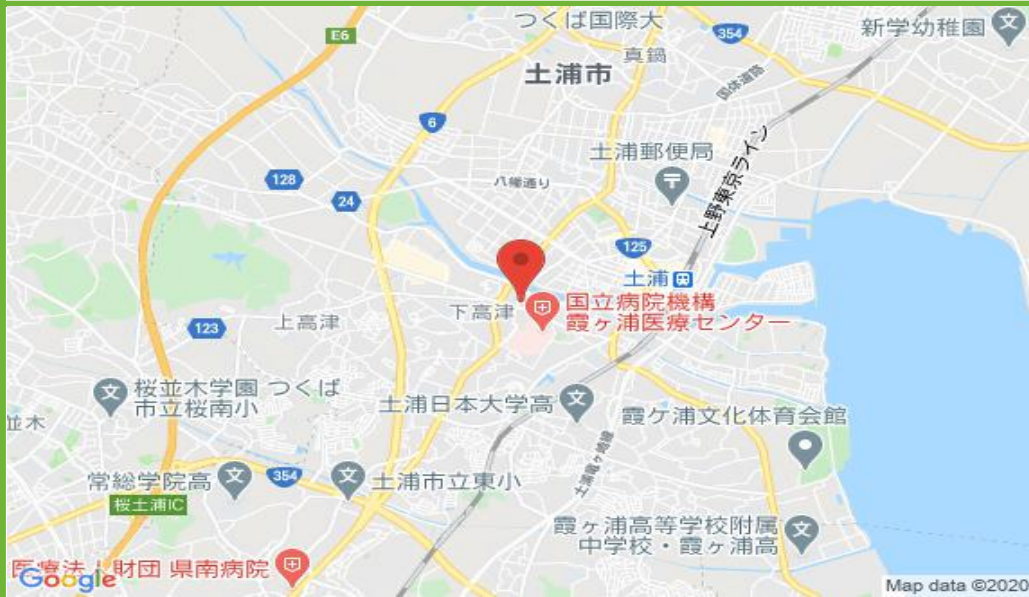 つくば国際大
354
新学幼稚園
E6
真鍋
土浦市
国体道路
6
土浦郵便局
上野東京ライン
128
八幡通り
24
125
土浦
国立病院機構
霞ヶ浦医療センター
下高津
上高津
123
桜並木学園 つくば
市立桜南小
並木
土浦日本大学高
霞ケ浦文化体育会館
土浦竜ヶ崎線
常総学院高
354
土浦市立東小
桜土浦IC
霞ヶ浦高等学校附属
中学校・霞ヶ浦高
財団 県南病院
Google
Map data ©2020